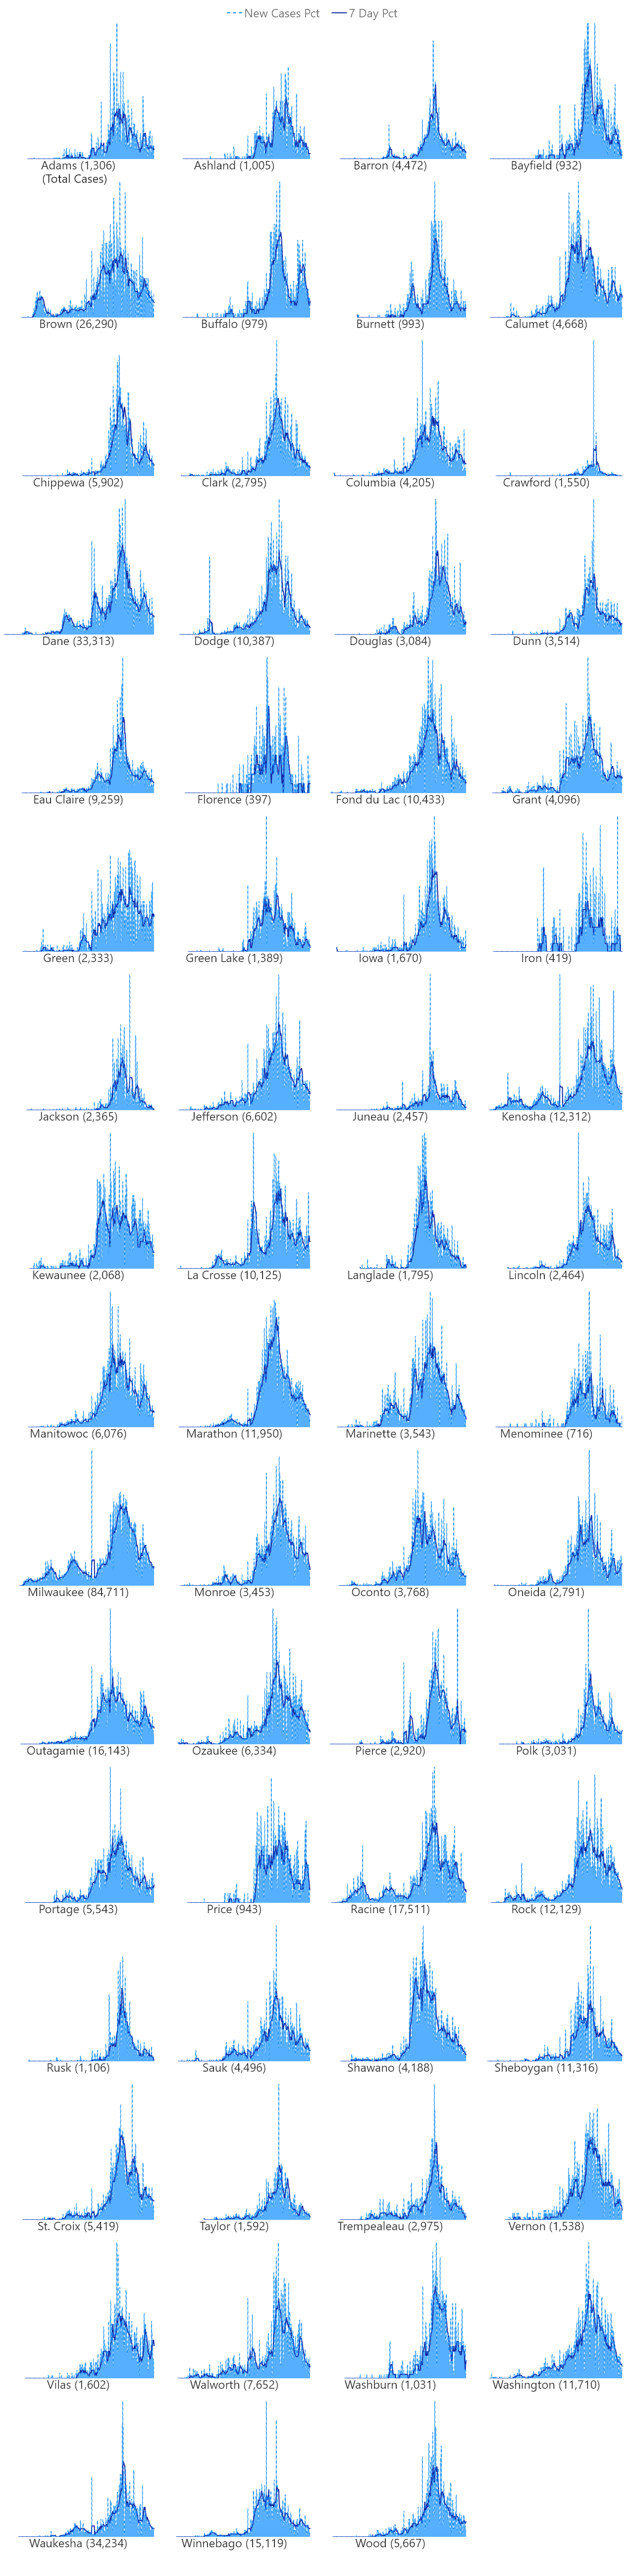 New Cases Pct 7 Day Pct
Adams (1,306) Ashland (1,005) Barron (4,472) Bayfield (932)
(Total Cases)
Brown (26,290) Buffalo (979) Burnett (993) Calumet (4,668)
Chippewa (5,902) Clark (2,795) Columbia (4,205) Crawford (1,550)
Dane (33,313) Dodge (10,387) Douglas (3,084) Dunn (3,514)
Eau Claire (9,259) Florence (397) Fond du Lac (10,433) Grant (4,096)
Green (2,333) Green Lake (1,389) Iowa (1,670) Iron (419)
Jackson (2,365) Jefferson (6,602) Juneau (2,457) Kenosha (12,312)
Kewaunee (2,068) La Crosse (10,125) Langlade (1,795) Lincoln (2,464)
Manitowoc (6,076) Marathon (11,950) Marinette (3,543) Menominee (716)
Milwaukee (84,711) Monroe (3,453) Oconto (3,768) Oneida (2,791)
Outagamie (16,143) Ozaukee (6,334) Pierce (2,920) Polk (3,031)
Portage (5,543) Price (943) Racine (17,511) Rock (12,129)
Rusk (1,106) Sauk (4,496) Shawano (4,188) Sheboygan (11,316)
St. Croix (5,419) Taylor (1,592) Trempealeau (2,975) Vernon (1,538)
Vilas (1,602) Walworth (7,652) Washburn (1,031) Washington (11,710)
Waukesha (34,234) Winnebago (15,119) Wood (5,667)